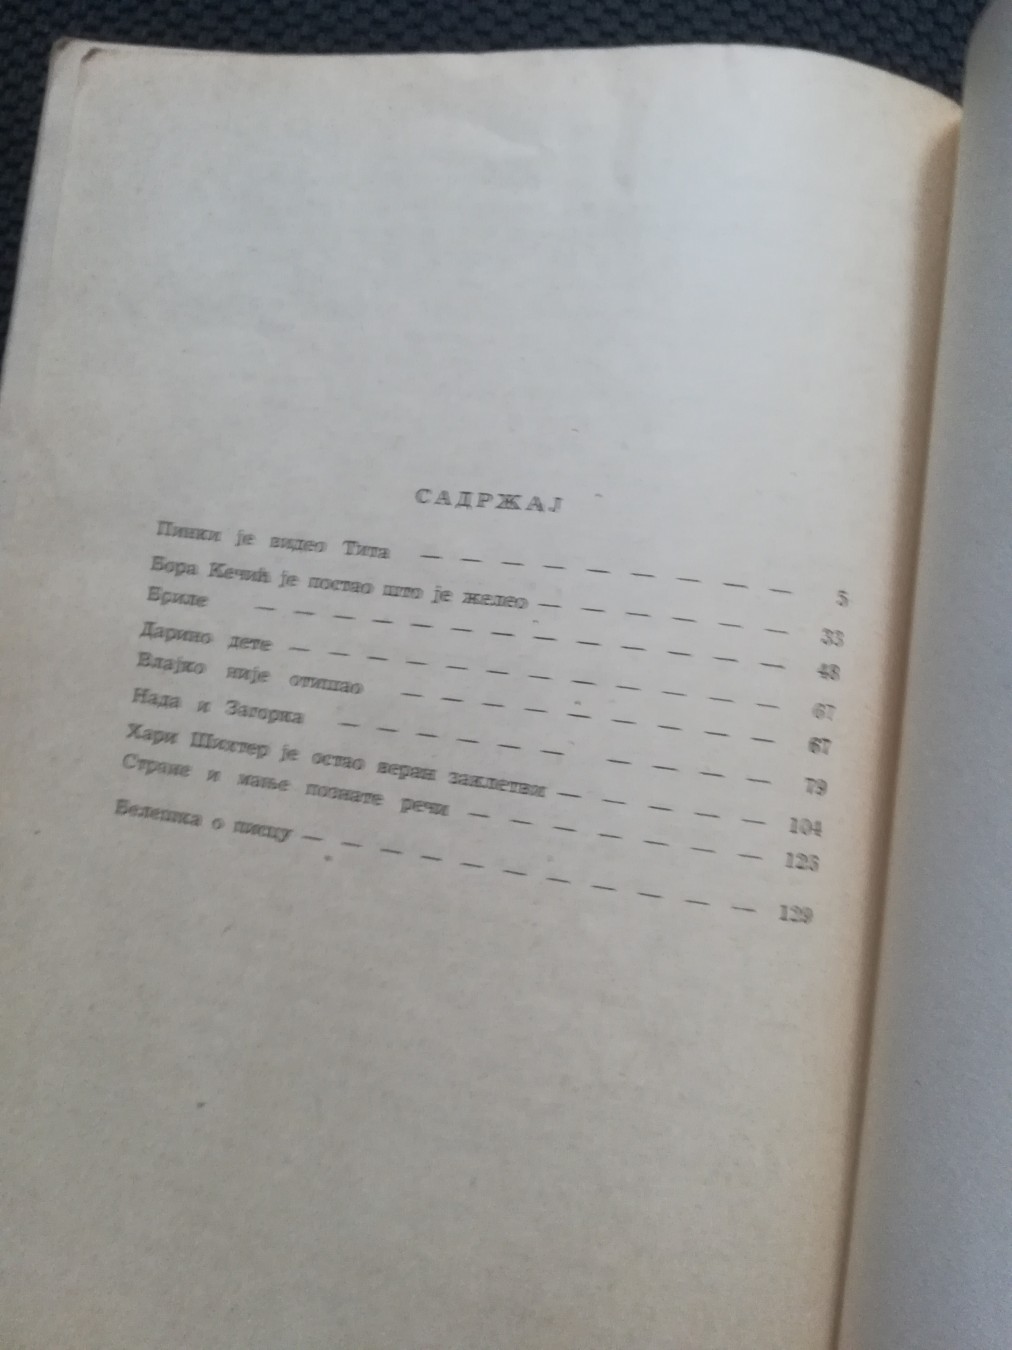 САДРЖАЈ
Пинки је видео Тита — — — — — — — — — 5
Бора Кечић је постао што је желео — — — — — — 33
Бриле — — — — — — — — — — — — — 48
Дарино дете — — — — — — — — — — — — 67
Влајко није отишао — — — — — — — — — 67
Нада и Загорка — — — — — — — — — — 79
Хари Шихтер је остао веран заклетви — — — — — 104
Стране и мање познате речи — — — — — — — 125
Белешка о писцу — — — — — — — — — — — 129